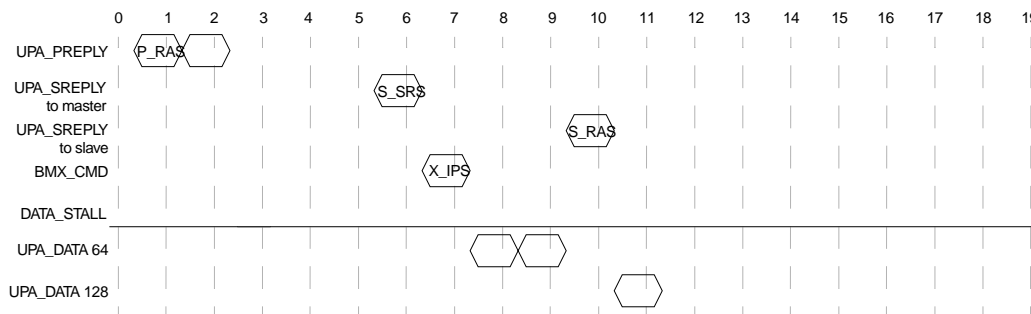 0 1 2 3 4 5 6 7 8 9 10 11 12 13 14 15 16 17 18 19
UPA_PREPLY P_RAS
UPA_SREPLY
to master S_SRS
UPA_SREPLY
to slave S_RAS
BMX_CMD X_IPS
DATA_STALL
UPA_DATA 64
UPA_DATA 128